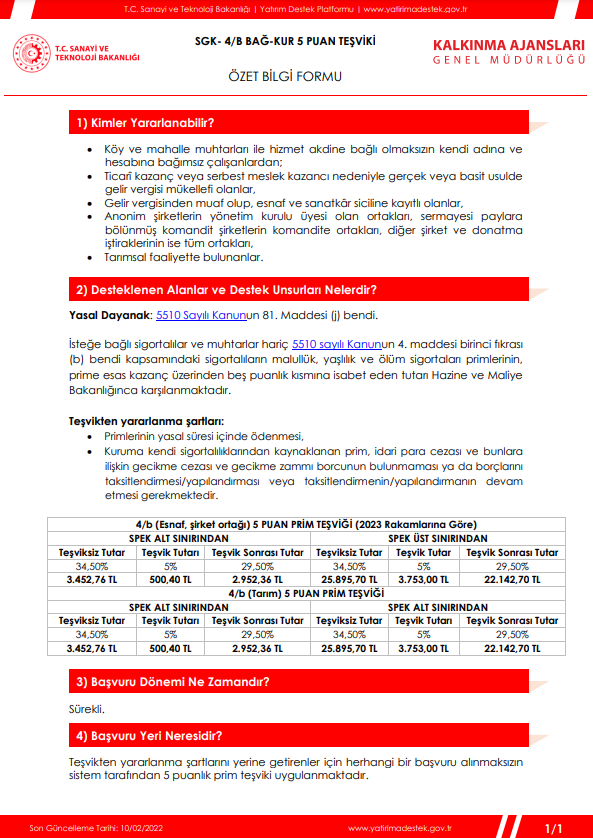 T.C. Sanayi ve Teknoloji Bakanlığı | Yatırım Destek Platformu | www.yatirimadestek.gov.tr
T.C. SANAYİ VE
TEKNOLOJİ BAKANLIĞI
SGK- 4/B BAĞ-KUR 5 PUAN TEŞVİKİ
ÖZET BİLGİ FORMU
KALKINMA AJANSLARI
GENEL MÜDÜRLÜĞÜ
1) Kimler Yararlanabilir?
• Köy ve mahalle muhtarları ile hizmet akdine bağlı olmaksızın kendi adına ve
hesabına bağımsız çalışanlardan;
• Ticarî kazanç veya serbest meslek kazancı nedeniyle gerçek veya basit usulde
gelir vergisi mükellefi olanlar,
• Gelir vergisinden muaf olup, esnaf ve sanatkâr siciline kayıtlı olanlar,
• Anonim şirketlerin yönetim kurulu üyesi olan ortakları, sermayesi paylara
bölünmüş komandit şirketlerin komandite ortakları, diğer şirket ve donatma
iştiraklerinin ise tüm ortakları,
• Tarımsal faaliyette bulunanlar.
2) Desteklenen Alanlar ve Destek Unsurları Nelerdir?
Yasal Dayanak: 5510 Sayılı Kanunun 81. Maddesi (j) bendi.
İsteğe bağlı sigortalılar ve muhtarlar hariç 5510 sayılı Kanunun 4. maddesi birinci fıkrası
(b) bendi kapsamındaki sigortalıların malullük, yaşlılık ve ölüm sigortaları primlerinin,
prime esas kazanç üzerinden beş puanlık kısmına isabet eden tutarı Hazine ve Maliye
Bakanlığınca karşılanmaktadır.
Teşvikten yararlanma şartları:
• Primlerinin yasal süresi içinde ödenmesi,
• Kuruma kendi sigortalılıklarından kaynaklanan prim, idari para cezası ve bunlara
ilişkin gecikme cezası ve gecikme zammı borcunun bulunmaması ya da borçlarını
taksitlendirmesi/yapılandırması veya taksitlendirmenin/yapılandırmanın devam
etmesi gerekmektedir.
4/b (Esnaf, şirket ortağı) 5 PUAN PRİM TEŞVİĞİ (2023 Rakamlarına Göre)
SPEK ALT SINIRINDAN SPEK ÜST SINIRINDAN
Teşviksiz Tutar Teşvik Tutarı Teşvik Sonrası Tutar Teşviksiz Tutar Teşvik Tutarı Teşvik Sonrası Tutar
34,50% 5% 29,50% 34,50% 5% 29,50%
3.452,76 TL 500,40 TL 2.952,36 TL 25.895,70 TL 3.753,00 TL 22.142,70 TL
4/b (Tarım) 5 PUAN PRİM TEŞVİĞİ
SPEK ALT SINIRINDAN SPEK ALT SINIRINDAN
Teşviksiz Tutar Teşvik Tutarı Teşvik Sonrası Tutar Teşviksiz Tutar Teşvik Tutarı Teşvik Sonrası Tutar
34,50% 5% 29,50% 34,50% 5% 29,50%
3.452,76 TL 500,40 TL 2.952,36 TL 25.895,70 TL 3.753,00 TL 22.142,70 TL
3) Başvuru Dönemi Ne Zamandır?
Sürekli.
4) Başvuru Yeri Neresidir?
Teşvikten yararlanma şartlarını yerine getirenler için herhangi bir başvuru alınmaksızın
sistem tarafından 5 puanlık prim teşviki uygulanmaktadır.
Son Güncelleme Tarihi: 10/02/2022 www.yatirimadestek.gov.tr 1/1